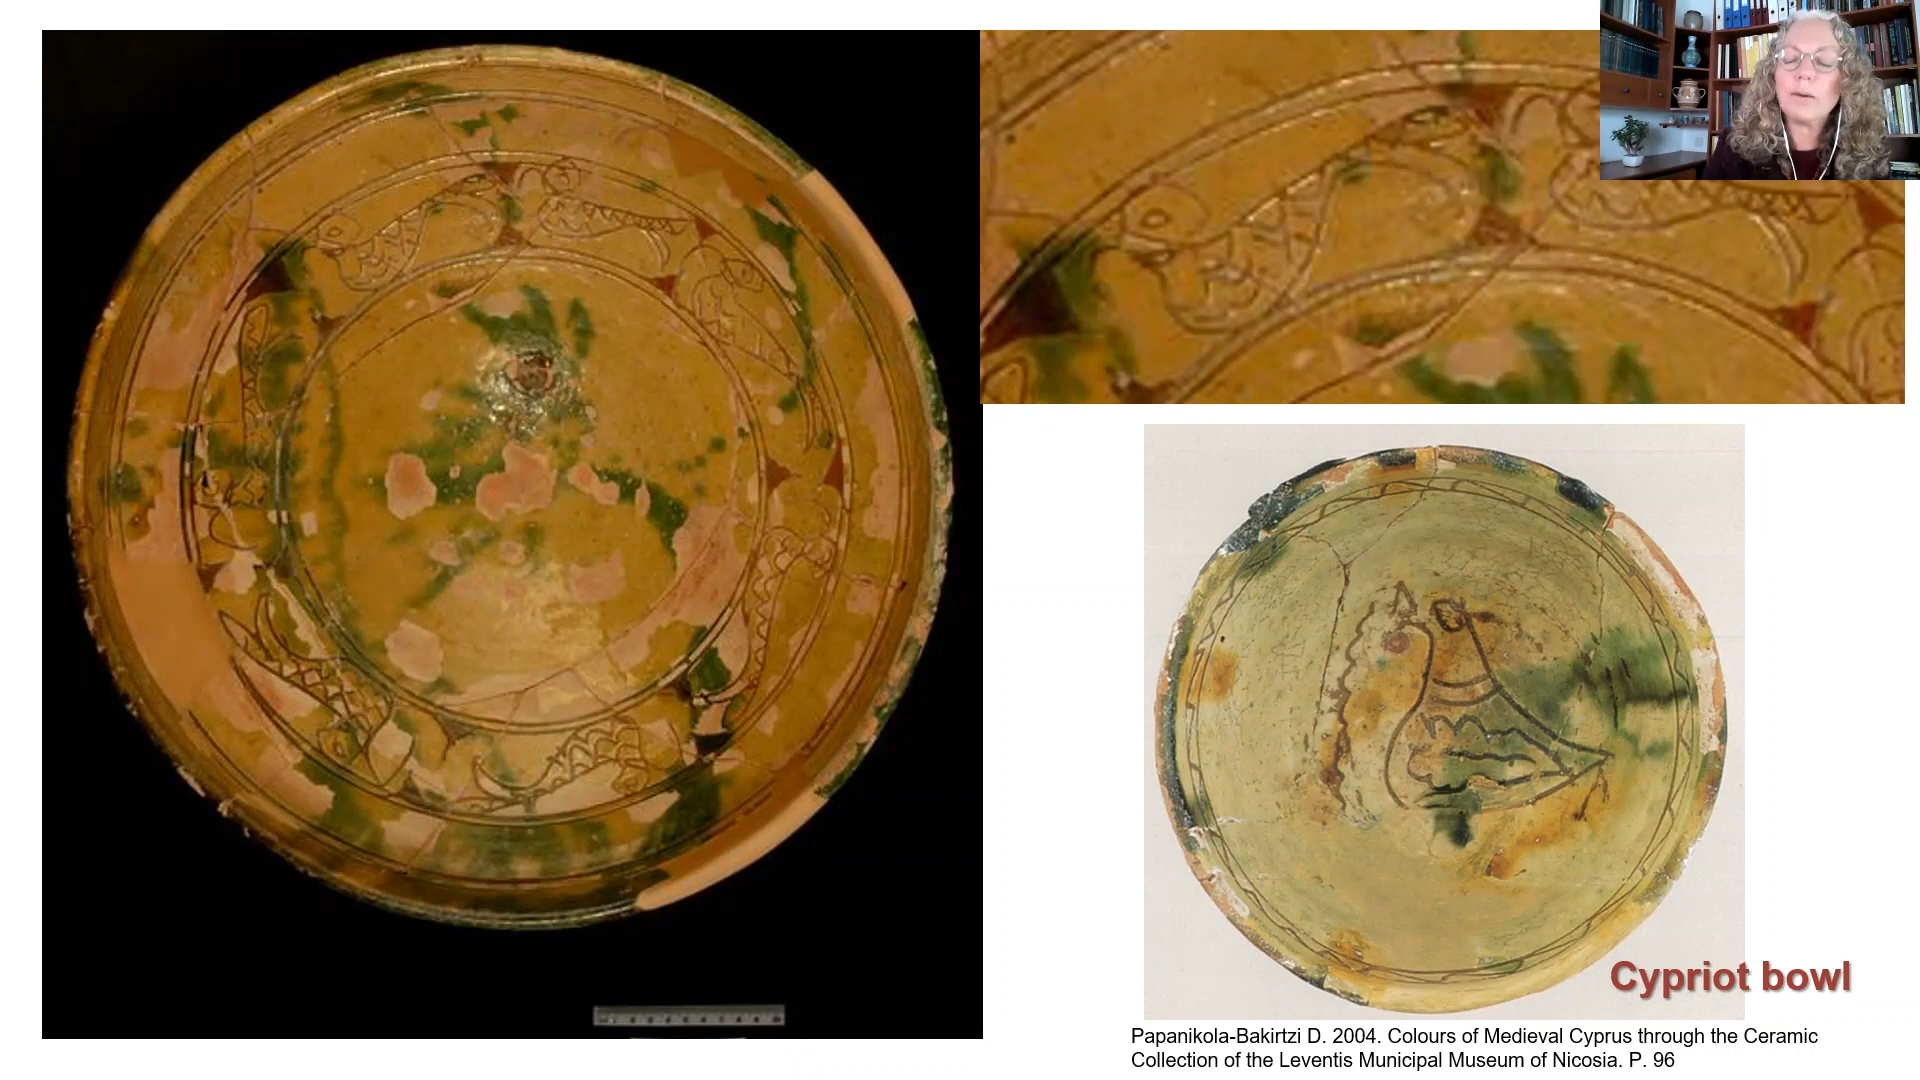 Cypriot bowl
Papanikola-Bakirtzi D. 2004. Colours of Medieval Cyprus through the Ceramic
Collection of the Leventis Municipal Museum of Nicosia. P. 96